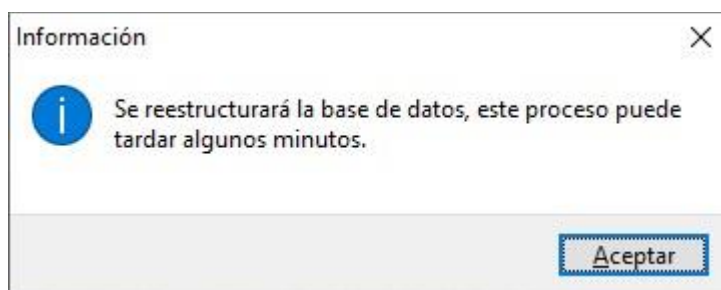 Información
Se reestructurará la base de datos, este proceso puede
tardar algunos minutos.
Aceptar